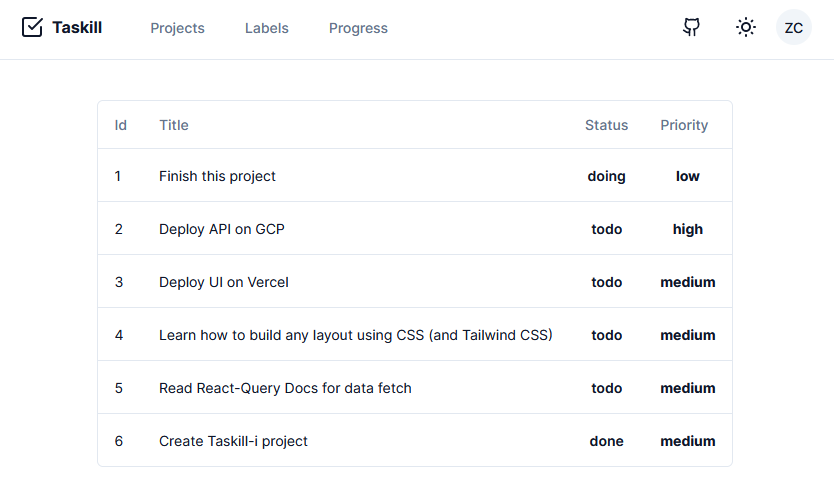 Taskill Projects Labels Progress ZC
Id Title Status Priority
1 Finish this project doing low
2 Deploy API on GCP todo high
3 Deploy UI on Vercel todo medium
4 Learn how to build any layout using CSS (and Tailwind CSS) todo medium
5 Read React-Query Docs for data fetch todo medium
6 Create Taskill-i project done medium